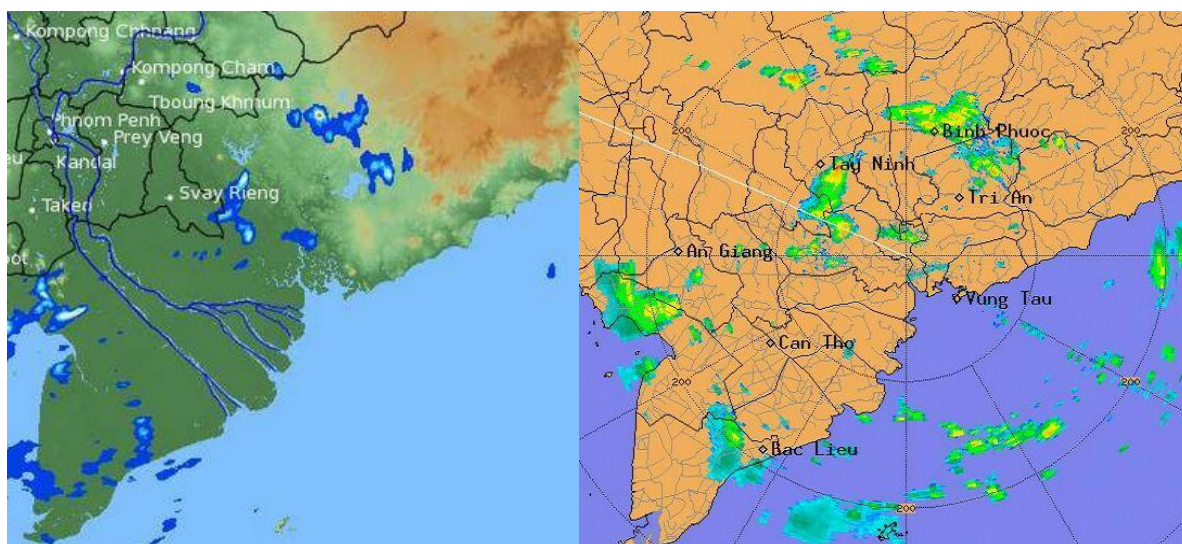 Kompong Chhnang
Kompong Cham
Tboung Khmum
Phnom Penh
Prey Veng
Kandal
Svay Rieng
Takeo
200
Binh Phuoc
200
Tay Ninh
Tri An
An Giang
Vung Tau
Can Tho
200
200
Bac Lieu
200